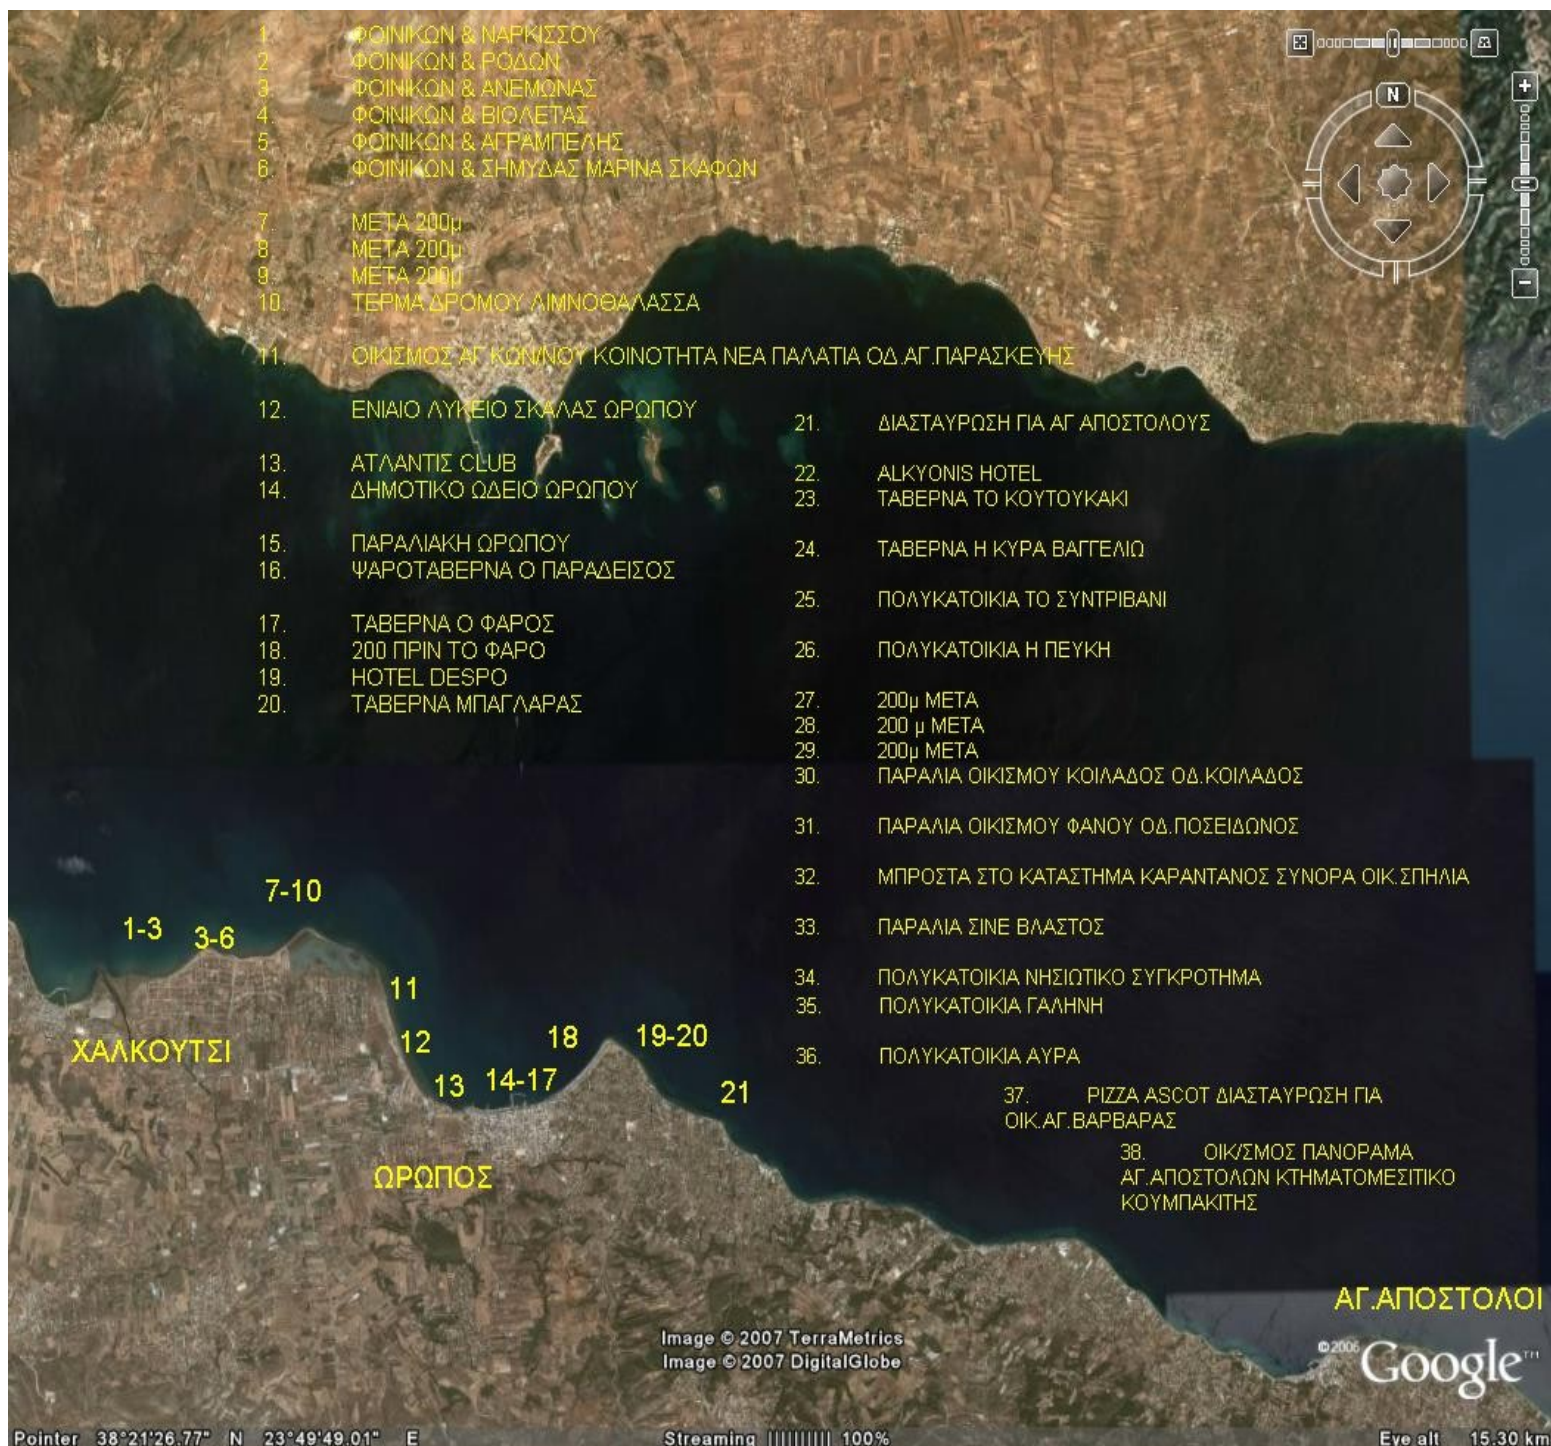 1 ΦΟΙΝΙΚΩΝ & ΝΑΡΚΙΣΣΟΥ
2 ΦΟΙΝΙΚΩΝ & ΡΟΔΩΝ
3 ΦΟΙΝΙΚΩΝ & ΑΝΕΜΩΝΑΣ
4. ΦΟΙΝΙΚΩΝ & ΒΙΟΛΕΤΑΣ
5 ΦΟΙΝΙΚΩΝ & ΑΓΡΑΜΠΕΛΗΣ
6. ΦΟΙΝΙΚΩΝ & ΣΗΜΥΔΑΣ ΜΑΡΙΝΑ ΣΚΑΦΩΝ
7. ΜΕΤΑ 200μ
8 ΜΕΤΑ 200μ
9. ΜΕΤΑ 200μ
10. ΤΕΡΜΑ ΔΡΟΜΟΥ ΛΙΜΝΟΘΑΛΑΣΣΑ
11. ΟΙΚΙΣΜΟΣ ΑΓ ΚΩΝ/ΝΟΥ ΚΟΙΝΟΤΗΤΑ ΝΕΑ ΠΑΛΑΤΙΑ ΟΔ.ΑΓ.ΠΑΡΑΣΚΕΥΗΣ
12. ΕΝΙΑΙΟ ΛΥΚΕΙΟ ΣΚΑΛΑΣ ΩΡΩΠΟΥ
13. ΑΤΛΑΝΤΙΣ CLUB
14. ΔΗΜΟΤΙΚΟ ΩΔΕΙΟ ΩΡΩΠΟΥ
15. ΠΑΡΑΛΙΑΚΗ ΩΡΩΠΟΥ
16. ΨΑΡΟΤΑΒΕΡΝΑ Ο ΠΑΡΑΔΕΙΣΟΣ
17. ΤΑΒΕΡΝΑ Ο ΦΑΡΟΣ
18. 200 ΠΡΙΝ ΤΟ ΦΑΡΟ
19. HOTEL DESPO
20. ΤΑΒΕΡΝΑ ΜΠΑΓΛΑΡΑΣ
21. ΔΙΑΣΤΑΥΡΩΣΗ ΓΙΑ ΑΓ ΑΠΟΣΤΟΛΟΥΣ
22. ALKYONIS HOTEL
23. ΤΑΒΕΡΝΑ ΤΟ ΚΟΥΤΟΥΚΑΚΙ
24. ΤΑΒΕΡΝΑ Η ΚΥΡΑ ΒΑΓΓΕΛΙΩ
25. ΠΟΛΥΚΑΤΟΙΚΙΑ ΤΟ ΣΥΝΤΡΙΒΑΝΙ
26. ΠΟΛΥΚΑΤΟΙΚΙΑ Η ΠΕΥΚΗ
27. 200μ ΜΕΤΑ
28. 200 μ ΜΕΤΑ
29. 200μ ΜΕΤΑ
30. ΠΑΡΑΛΙΑ ΟΙΚΙΣΜΟΥ ΚΟΙΛΑΔΟΣ ΟΔ.ΚΟΙΛΑΔΟΣ
31. ΠΑΡΑΛΙΑ ΟΙΚΙΣΜΟΥ ΦΑΝΟΥ ΟΔ.ΠΟΣΕΙΔΩΝΟΣ
32. ΜΠΡΟΣΤΑ ΣΤΟ ΚΑΤΑΣΤΗΜΑ ΚΑΡΑΝΤΑΝΟΣ ΣΥΝΟΡΑ ΟΙΚ.ΣΠΗΛΙΑ
33. ΠΑΡΑΛΙΑ ΣΙΝΕ ΒΛΑΣΤΟΣ
34. ΠΟΛΥΚΑΤΟΙΚΙΑ ΝΗΣΙΩΤΙΚΟ ΣΥΓΚΡΟΤΗΜΑ
35. ΠΟΛΥΚΑΤΟΙΚΙΑ ΓΑΛΗΝΗ
36. ΠΟΛΥΚΑΤΟΙΚΙΑ ΑΥΡΑ
37. PIZZA ASCOT ΔΙΑΣΤΑΥΡΩΣΗ ΓΙΑ
ΟΙΚ.ΑΓ.ΒΑΡΒΑΡΑΣ
38. ΟΙΚ/ΣΜΟΣ ΠΑΝΟΡΑΜΑ
ΑΓ.ΑΠΟΣΤΟΛΩΝ ΚΤΗΜΑΤΟΜΕΣΙΤΙΚΟ
ΚΟΥΜΠΑΚΙΤΗΣ
N
7-10
1-3
3-6
11
12
13
14-17
18
19-20
21
ΧΑΛΚΟΥΤΣΙ
ΩΡΩΠΟΣ
ΑΓ.ΑΠΟΣΤΟΛΟΙ
Image © 2007 TerraMetrics
Image © 2007 DigitalGlobe
©2006 Google™
Pointer 38°21'26.77" N 23°49'49.01" E Streaming 100% Eye alt 15.30 km